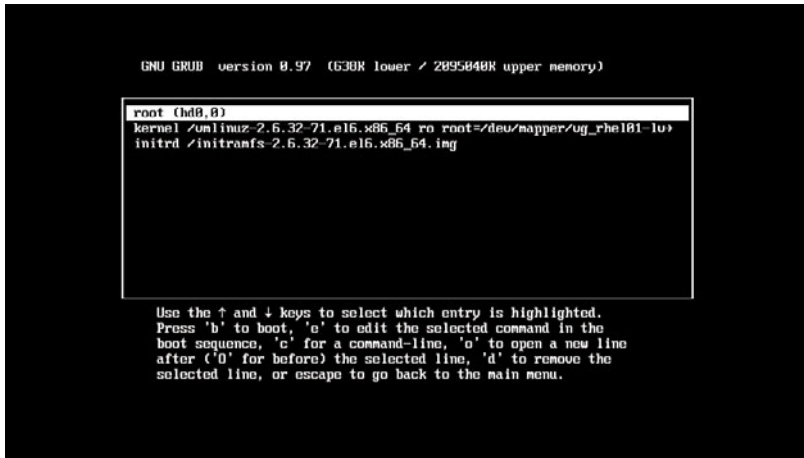 GNU GRUB  version 0.97  (638K lower / 2095040K upper memory)
root (hd0,0)
kernel /vmlinuz-2.6.32-71.el6.x86_64 ro root=/dev/mapper/vg_rhel01-lv→
initrd /initramfs-2.6.32-71.el6.x86_64.img
Use the ↑ and ↓ keys to select which entry is highlighted.
Press 'b' to boot, 'e' to edit the selected command in the
boot sequence, 'c' for a command-line, 'o' to open a new line
after ('O' for before) the selected line, 'd' to remove the
selected line, or escape to go back to the main menu.